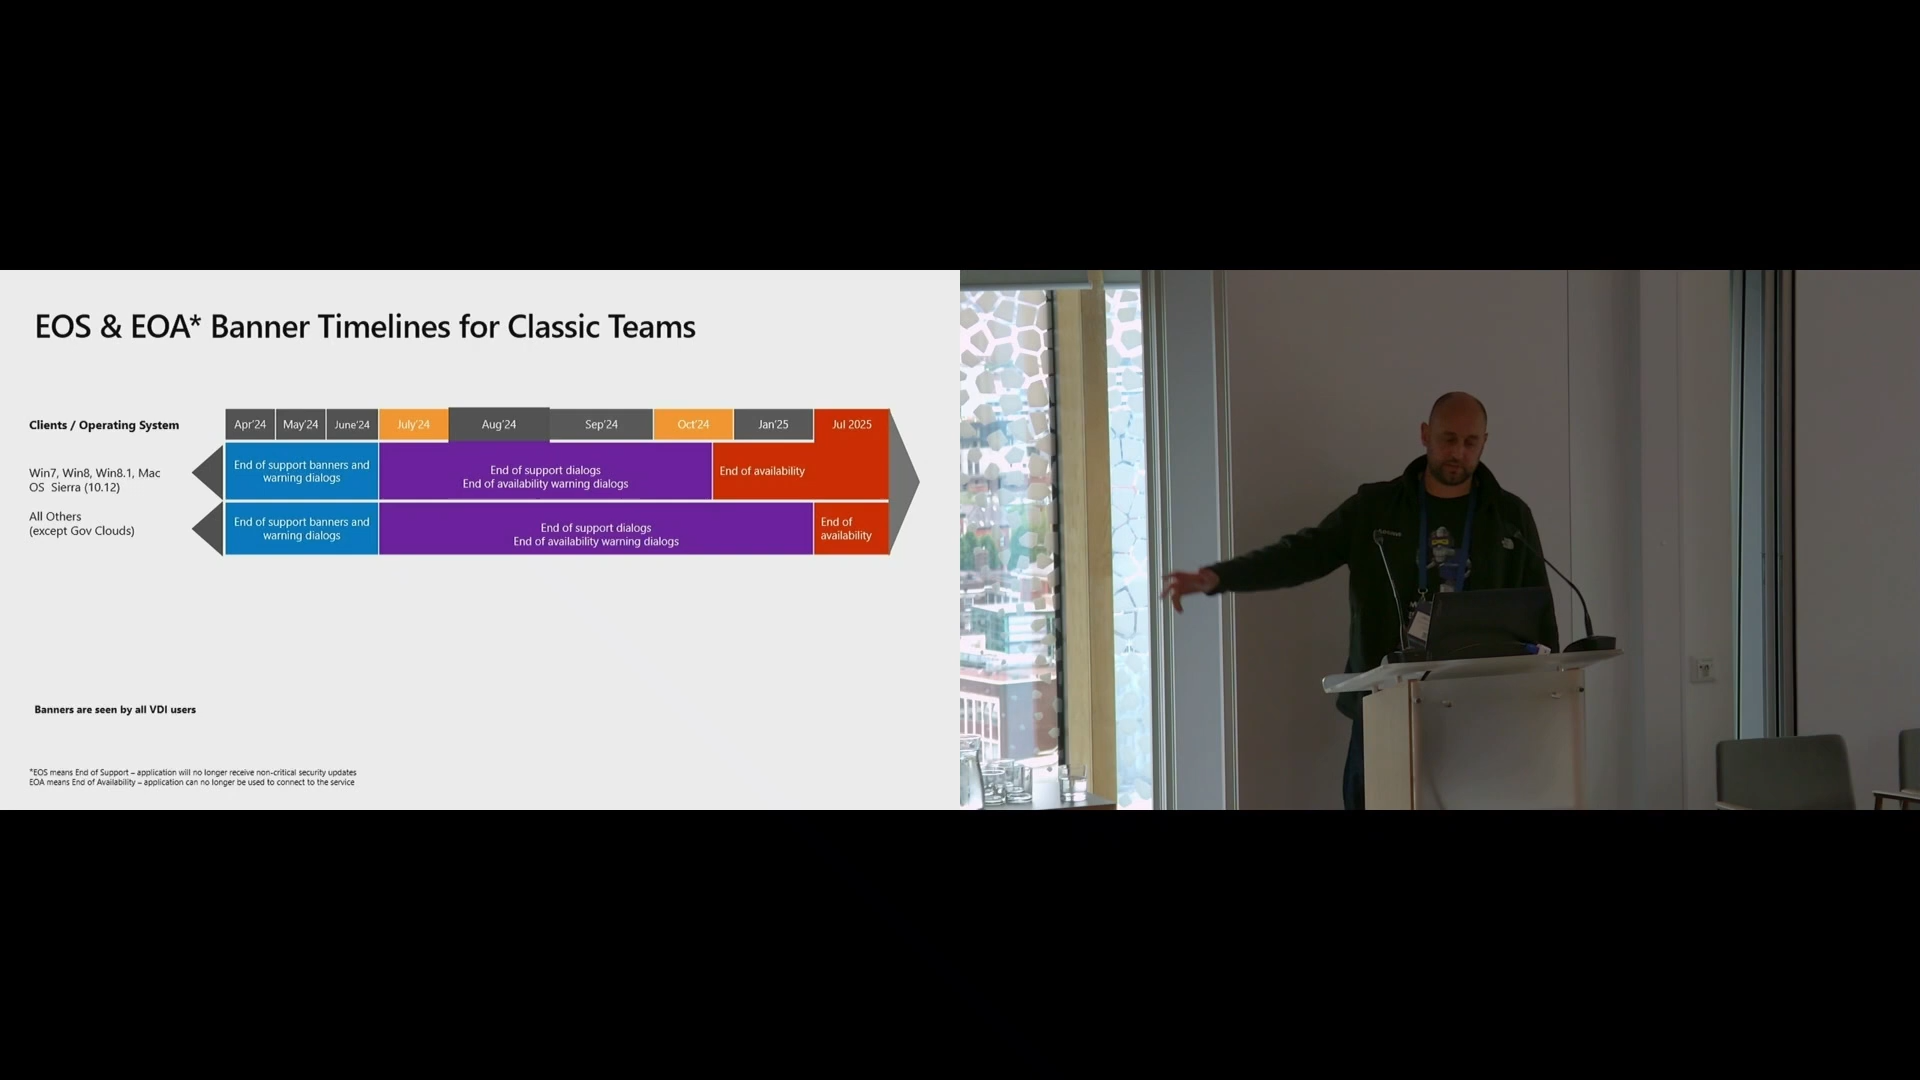 EOS & EOA* Banner Timelines for Classic Teams
Clients / Operating System
Apr'24
May'24
June'24
July'24
Aug'24
Sep'24
Oct'24
Jan'25
Jul 2025
Win7, Win8, Win8.1, Mac
OS Sierra (10.12)
End of support banners and
warning dialogs
End of support dialogs
End of availability warning dialogs
End of availability
All Others
(except Gov Clouds)
End of support banners and
warning dialogs
End of support dialogs
End of availability warning dialogs
End of
availability
Banners are seen by all VDI users
*EOS means End of Support – application will no longer receive non-critical security updates
EOA means End of Availability – application can no longer be used to connect to the service